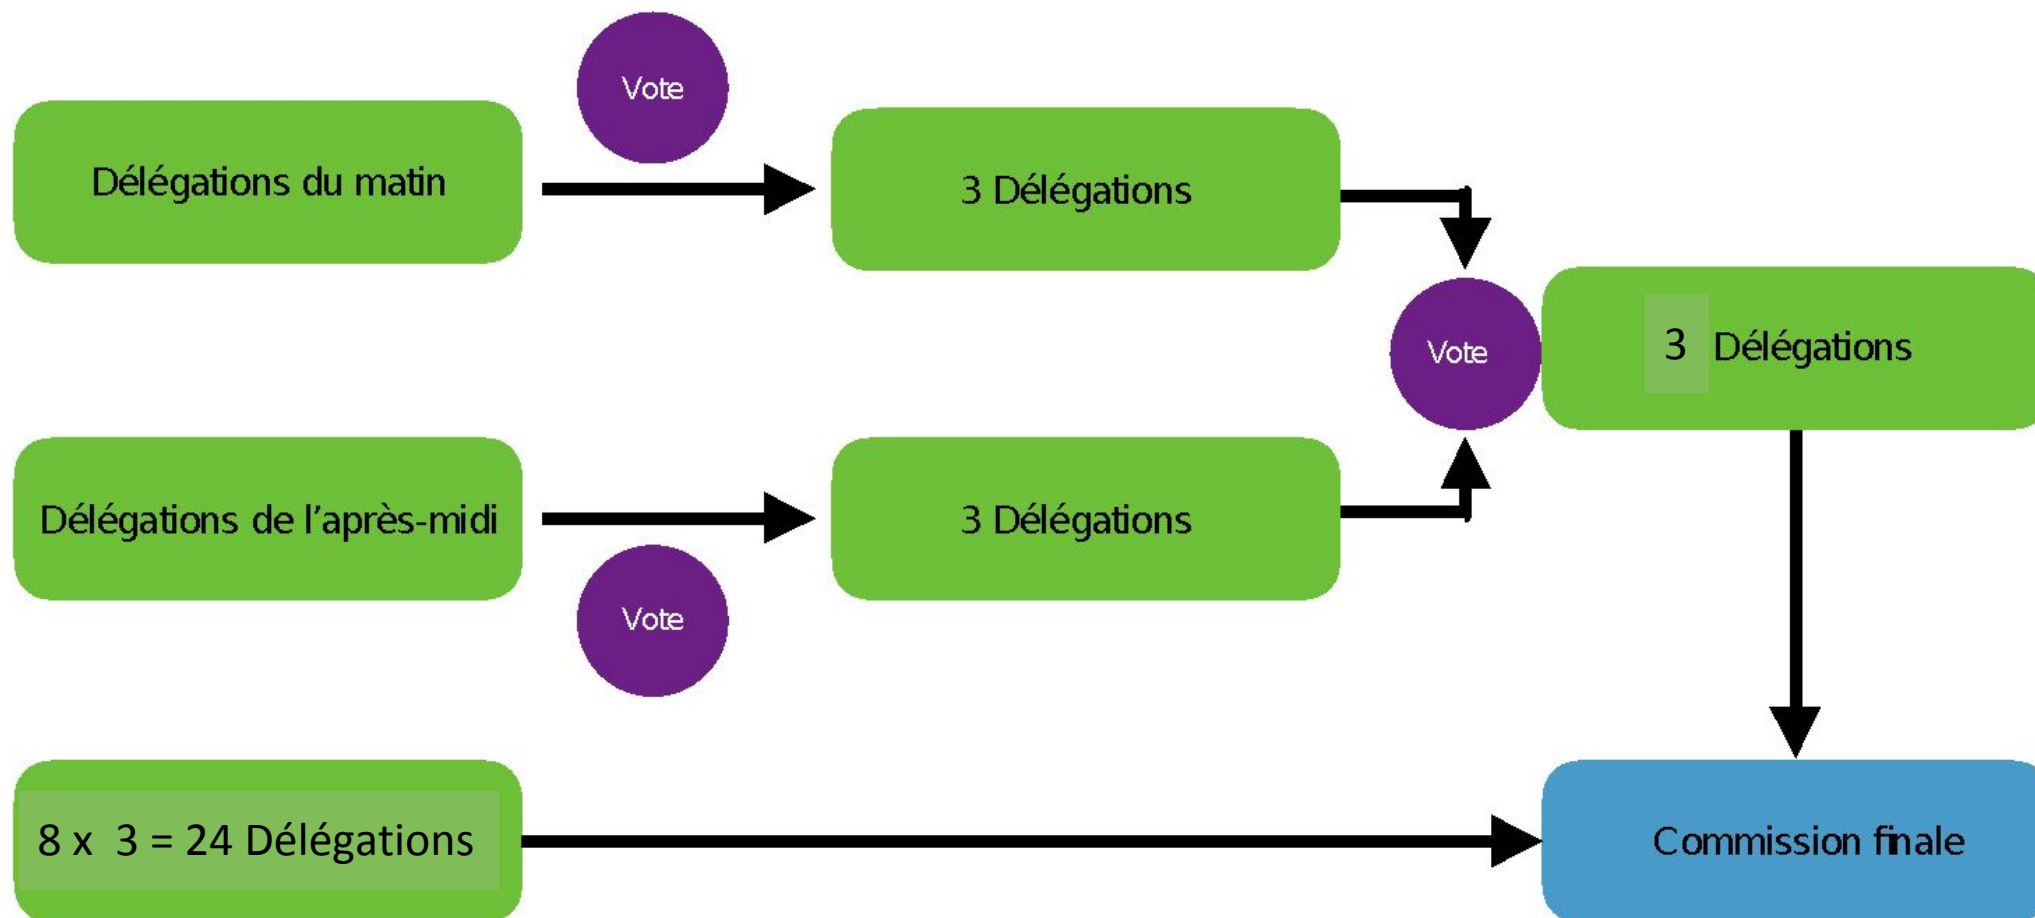 Vote
Délégations du matin
3 Délégations
Vote
3 Délégations
Délégations de l'après-midi
3 Délégations
Vote
8 x 3 = 24 Délégations
Commission finale